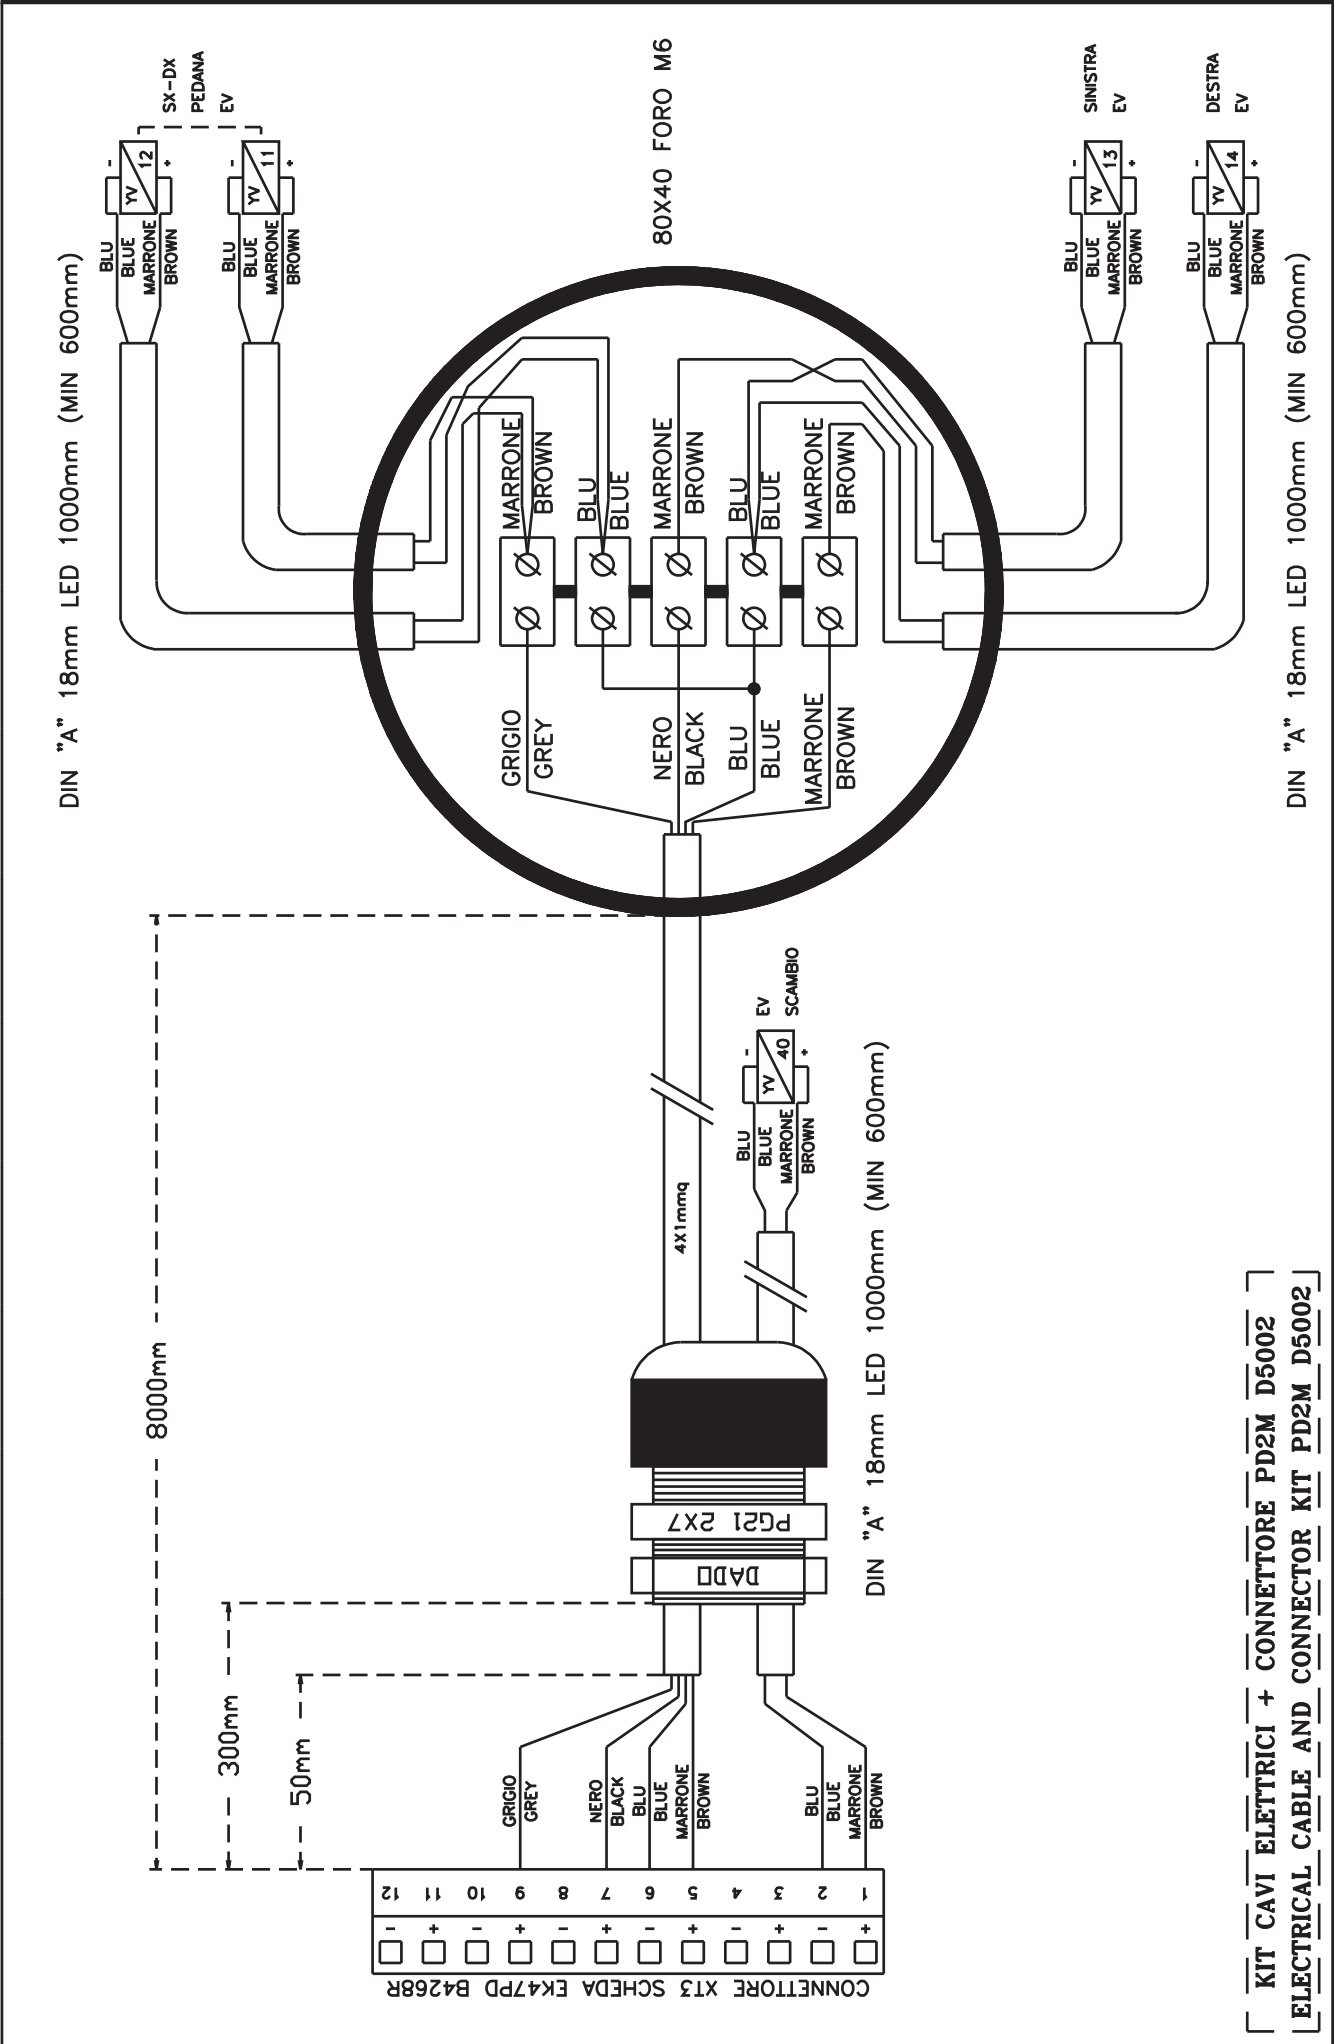 DIN "A" 18mm LED 1000mm (MIN 600mm)
SX-DX
PEDANA
EV
-
YV 12
+
BLU
BLUE
MARRONE
BROWN
-
YV 11
+
BLU
BLUE
MARRONE
BROWN
80X40 FORO M6
SINISTRA
EV
-
YV 13
+
BLU
BLUE
MARRONE
BROWN
DESTRA
EV
-
YV 14
+
BLU
BLUE
MARRONE
BROWN
DIN "A" 18mm LED 1000mm (MIN 600mm)
MARRONE
BROWN
BLU
BLUE
MARRONE
BROWN
BLU
BLUE
MARRONE
BROWN
GRIGIO
GREY
NERO
BLACK
BLU
BLUE
MARRONE
BROWN
8000mm
300mm
50mm
4X1mmq
EV
SCAMBIO
-
YV 40
+
BLU
BLUE
MARRONE
BROWN
DIN "A" 18mm LED 1000mm (MIN 600mm)
PG21 2X7
DADO
GRIGIO
GREY
NERO
BLACK
BLU
BLUE
MARRONE
BROWN
BLU
BLUE
MARRONE
BROWN
12 11 10 9 8 7 6 5 4 3 2 1
- + - + - + - + - + - +
CONNETTORE XT3 SCHEDA EK47PD B4268R
KIT CAVI ELETTRICI + CONNETTORE PD2M D5002
ELECTRICAL CABLE AND CONNECTOR KIT PD2M D5002